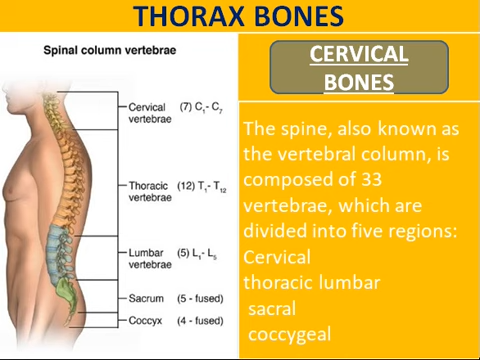 THORAX BONES
Spinal column vertebrae
Cervical (7) C1- C7
vertebrae
Thoracic (12) T1- T12
vertebrae
Lumbar (5) L1- L5
vertebrae
Sacrum (5 - fused)
Coccyx (4 - fused)
CERVICAL
BONES
The spine, also known as
the vertebral column, is
composed of 33
vertebrae, which are
divided into five regions:
Cervical
thoracic lumbar
sacral
coccygeal